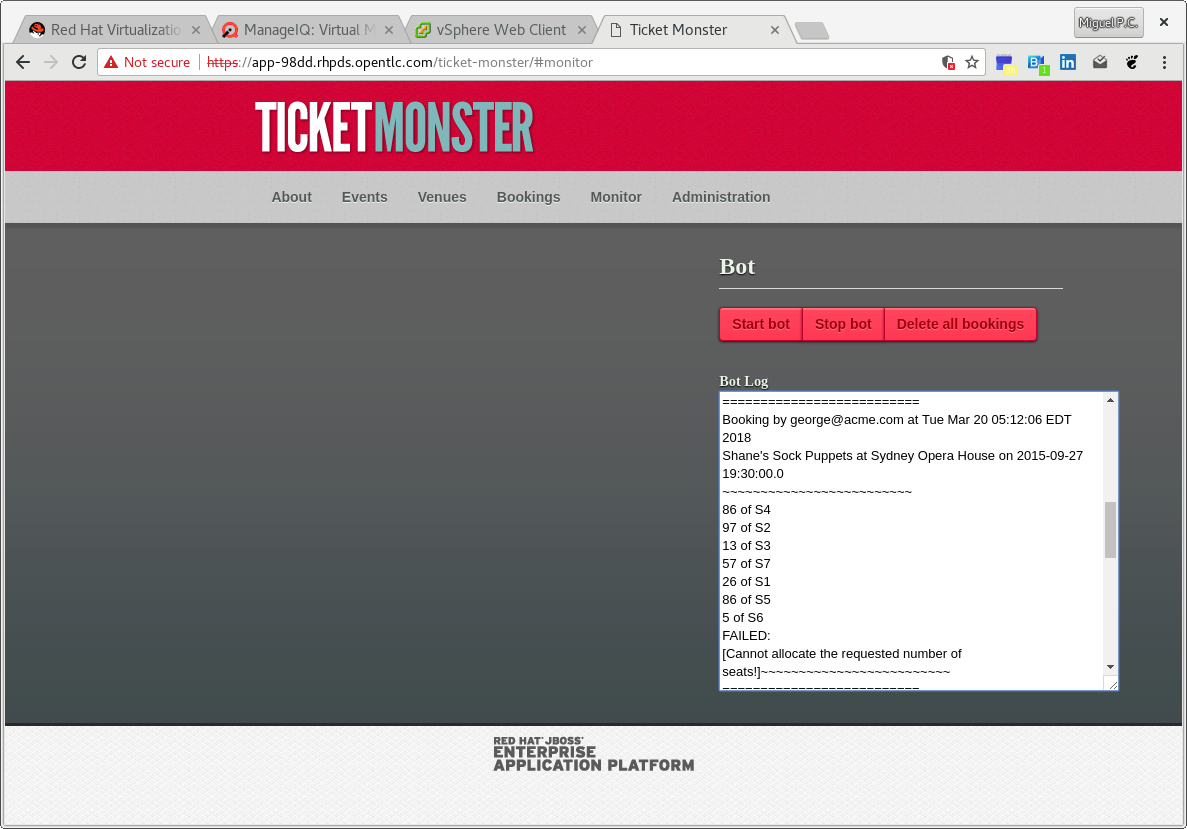 Red Hat Virtualizatio
ManageIQ: Virtual M
vSphere Web Client
Ticket Monster
Miguel P.C.
Not secure https://app-98dd.rhpds.opentlc.com/ticket-monster/#monitor
TICKETMONSTER
About Events Venues Bookings Monitor Administration
Bot
Start bot Stop bot Delete all bookings
Bot Log
==========================
Booking by george@acme.com at Tue Mar 20 05:12:06 EDT
2018
Shane's Sock Puppets at Sydney Opera House on 2015-09-27
19:30:00.0
~~~~~~~~~~~~~~~~~~~~~~~~~
86 of S4
97 of S2
13 of S3
57 of S7
26 of S1
86 of S5
5 of S6
FAILED:
[Cannot allocate the requested number of
seats!]~~~~~~~~~~~~~~~~~~~~~~~~~
==========================
RED HAT JBOSS
ENTERPRISE
APPLICATION PLATFORM